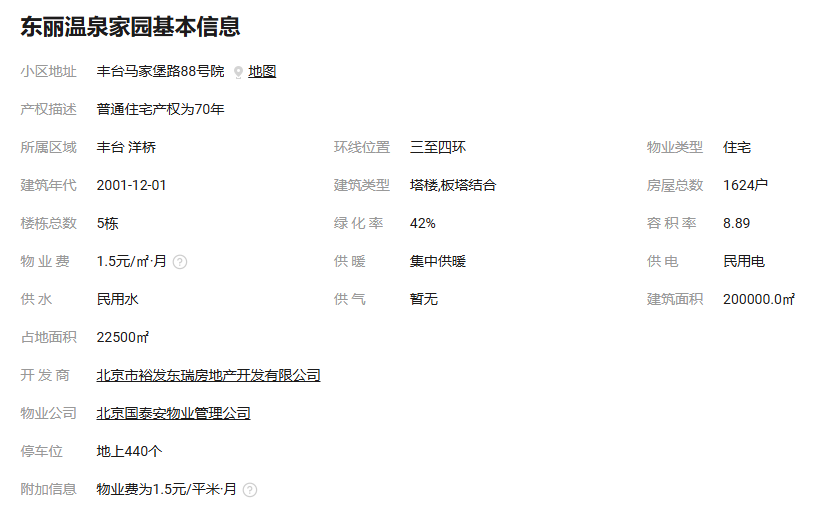 东丽温泉家园基本信息
小区地址 丰台马家堡路88号院 地图
产权描述 普通住宅产权为70年
所属区域 丰台 洋桥 环线位置 三至四环 物业类型 住宅
建筑年代 2001-12-01 建筑类型 塔楼,板塔结合 房屋总数 1624户
楼栋总数 5栋 绿 化 率 42% 容 积 率 8.89
物 业 费 1.5元/㎡·月 ? 供 暖 集中供暖 供 电 民用电
供 水 民用水 供 气 暂无 建筑面积 200000.0㎡
占地面积 22500㎡
开 发 商 北京市裕发东瑞房地产开发有限公司
物业公司 北京国泰安物业管理公司
停车位 地上440个
附加信息 物业费为1.5元/平米·月 ?